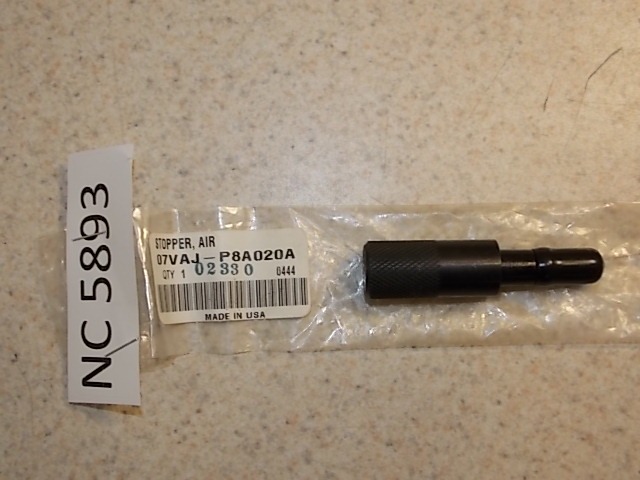 NC 5893
STOPPER, AIR
07VAJ-P8A020A
QTY 1 02330 0444
MADE IN USA